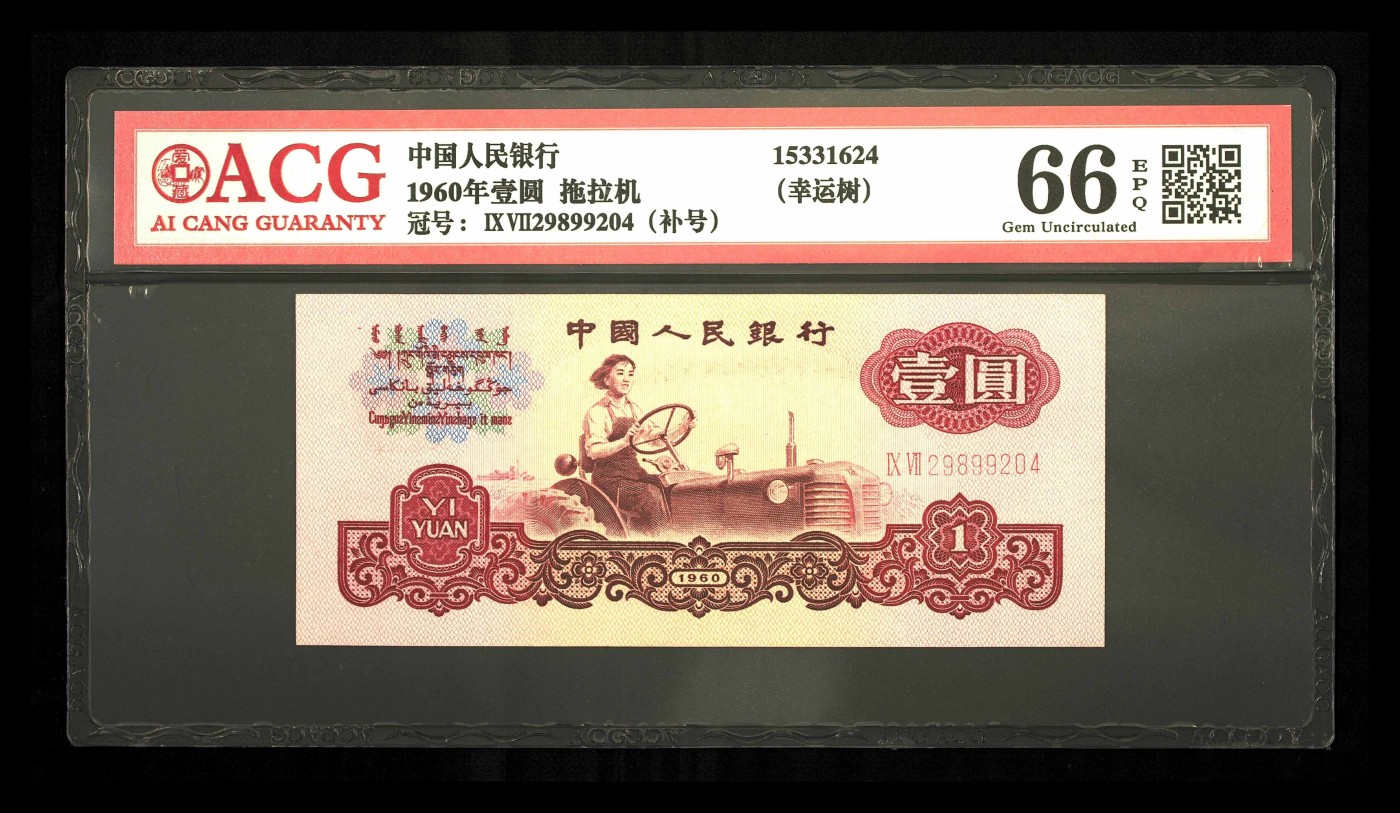 ACG
AI CANG GUARANTY
中国人民银行
1960年壹圆 拖拉机
冠号：ⅨⅦ29899204（补号）
15331624
（幸运树）
66
EPQ
Gem Uncirculated
中國人民銀行
壹圓
ⅨⅦ29899204
YI
YUAN
1
1960